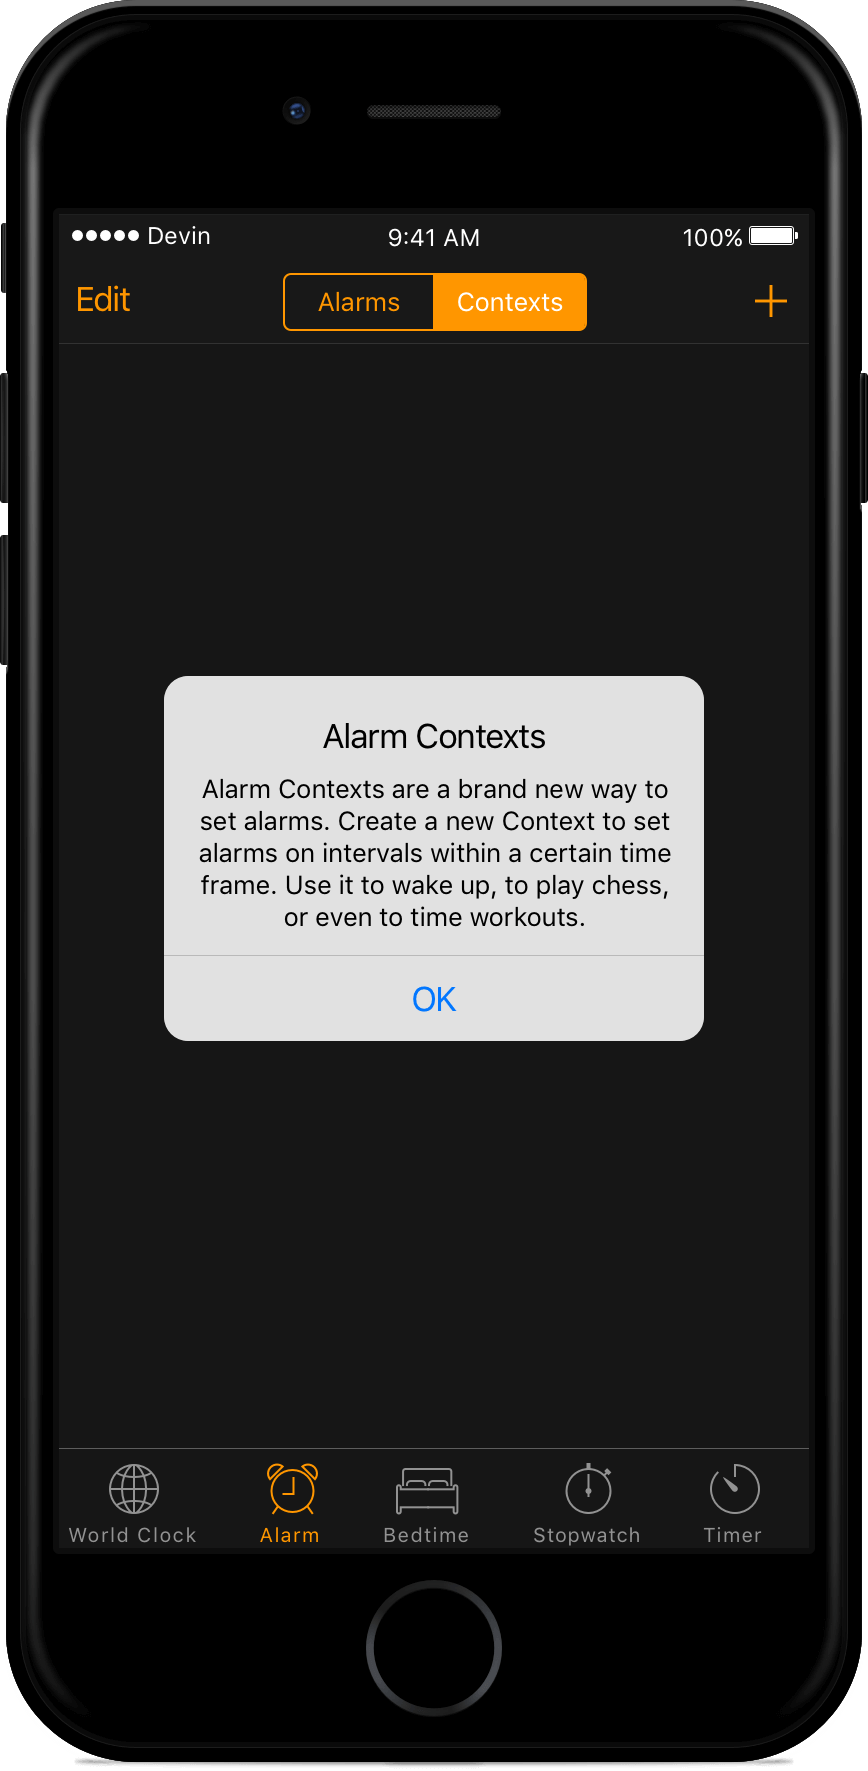 Devin 9:41 AM 100%
Edit Alarms Contexts +
Alarm Contexts
Alarm Contexts are a brand new way to
set alarms. Create a new Context to set
alarms on intervals within a certain time
frame. Use it to wake up, to play chess,
or even to time workouts.
OK
World Clock Alarm Bedtime Stopwatch Timer